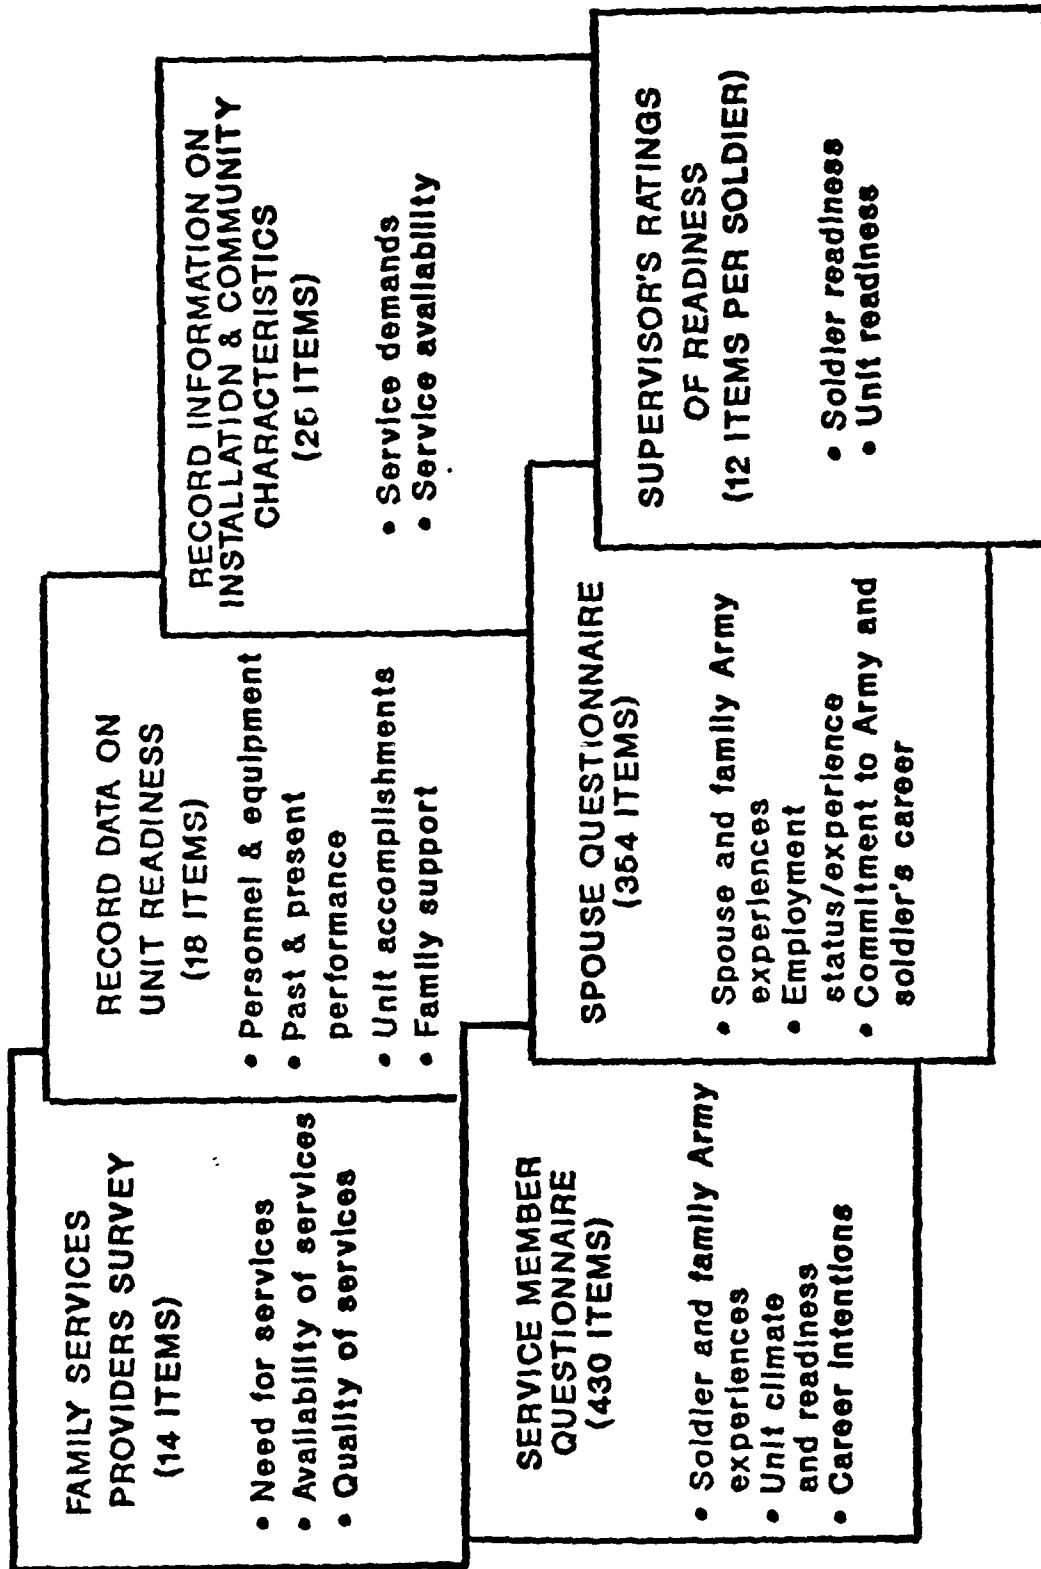 FAMILY SERVICES
PROVIDERS SURVEY
(14 ITEMS)
• Need for services
• Availability of services
• Quality of services
RECORD DATA ON
UNIT READINESS
(18 ITEMS)
• Personnel & equipment
• Past & present
performance
• Unit accomplishments
• Family support
RECORD INFORMATION ON
INSTALLATION & COMMUNITY
CHARACTERISTICS
(25 ITEMS)
• Service demands
• Service availability
SERVICE MEMBER
QUESTIONNAIRE
(430 ITEMS)
• Soldier and family Army
experiences
• Unit climate
and readiness
• Career intentions
SPOUSE QUESTIONNAIRE
(354 ITEMS)
• Spouse and family Army
experiences
• Employment
status/experience
• Commitment to Army and
soldier's career
SUPERVISOR'S RATINGS
OF READINESS
(12 ITEMS PER SOLDIER)
• Soldier readiness
• Unit readiness